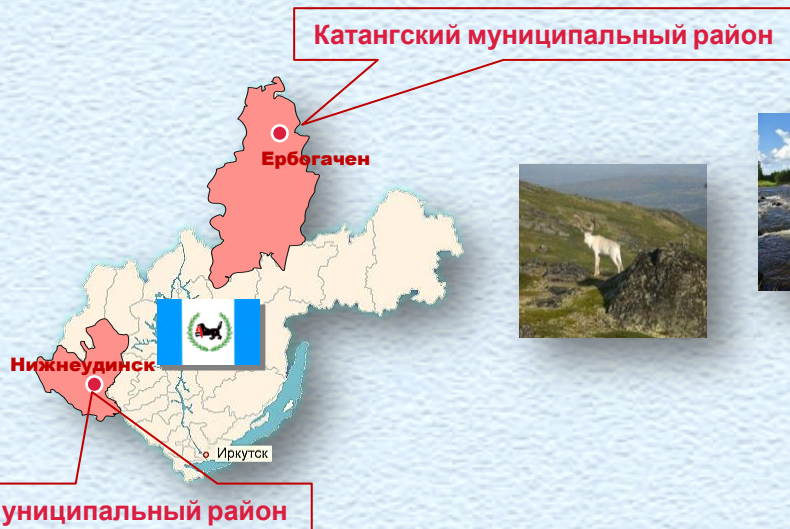 Катангский муниципальный район
Ербогачен
Нижнеудинск
Иркутск
униципальный район